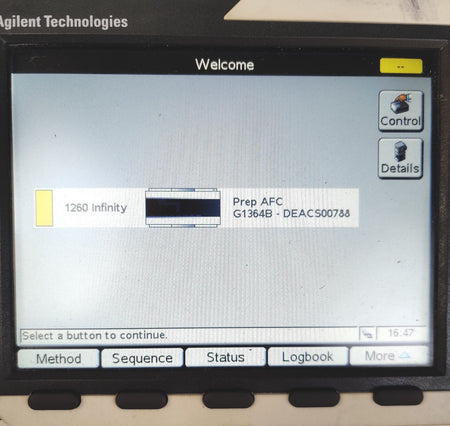 Agilent Technologies
Welcome
--
Control
Details
1260 Infinity
Prep AFC
G1364B - DEACS00788
Select a button to continue.
16:47
Method
Sequence
Status
Logbook
More